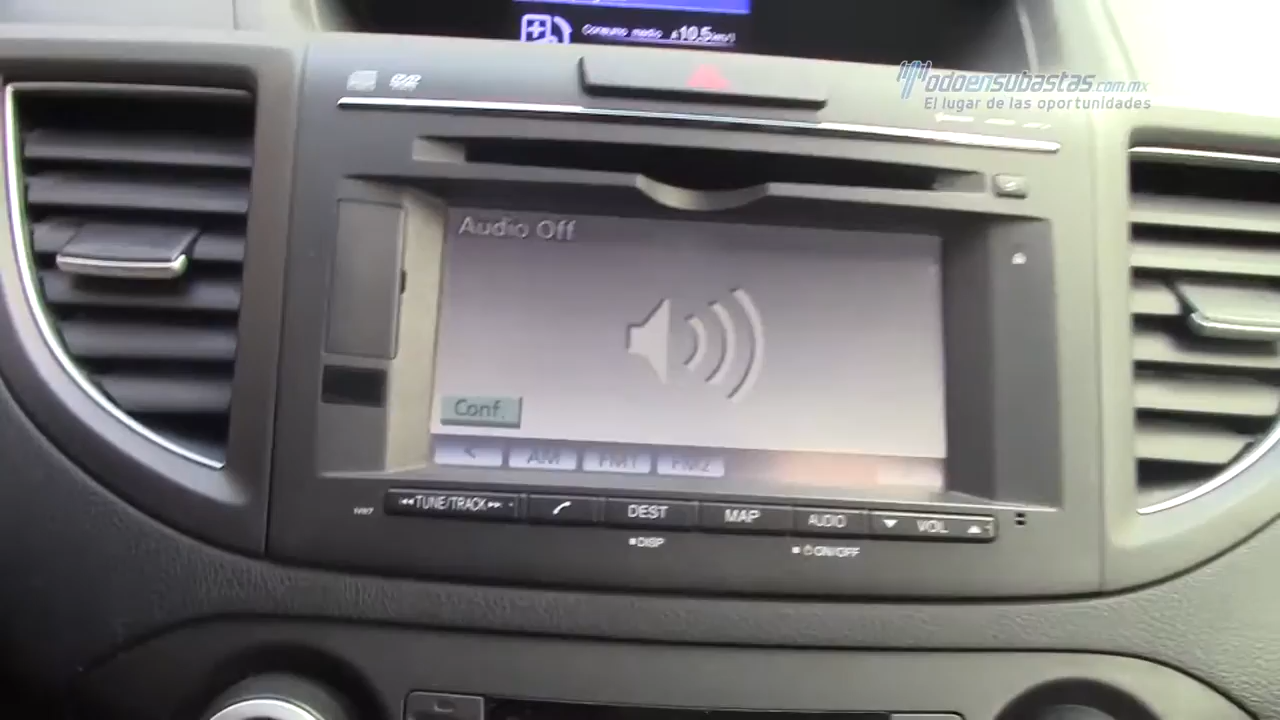 Consumo medio 10.5
odoensubastas.com.mx
El lugar de las oportunidades
Audio Off
Conf.
< AM FM1 FM2
TUNE/TRACK DEST MAP AUDIO VOL
DISP ON/OFF